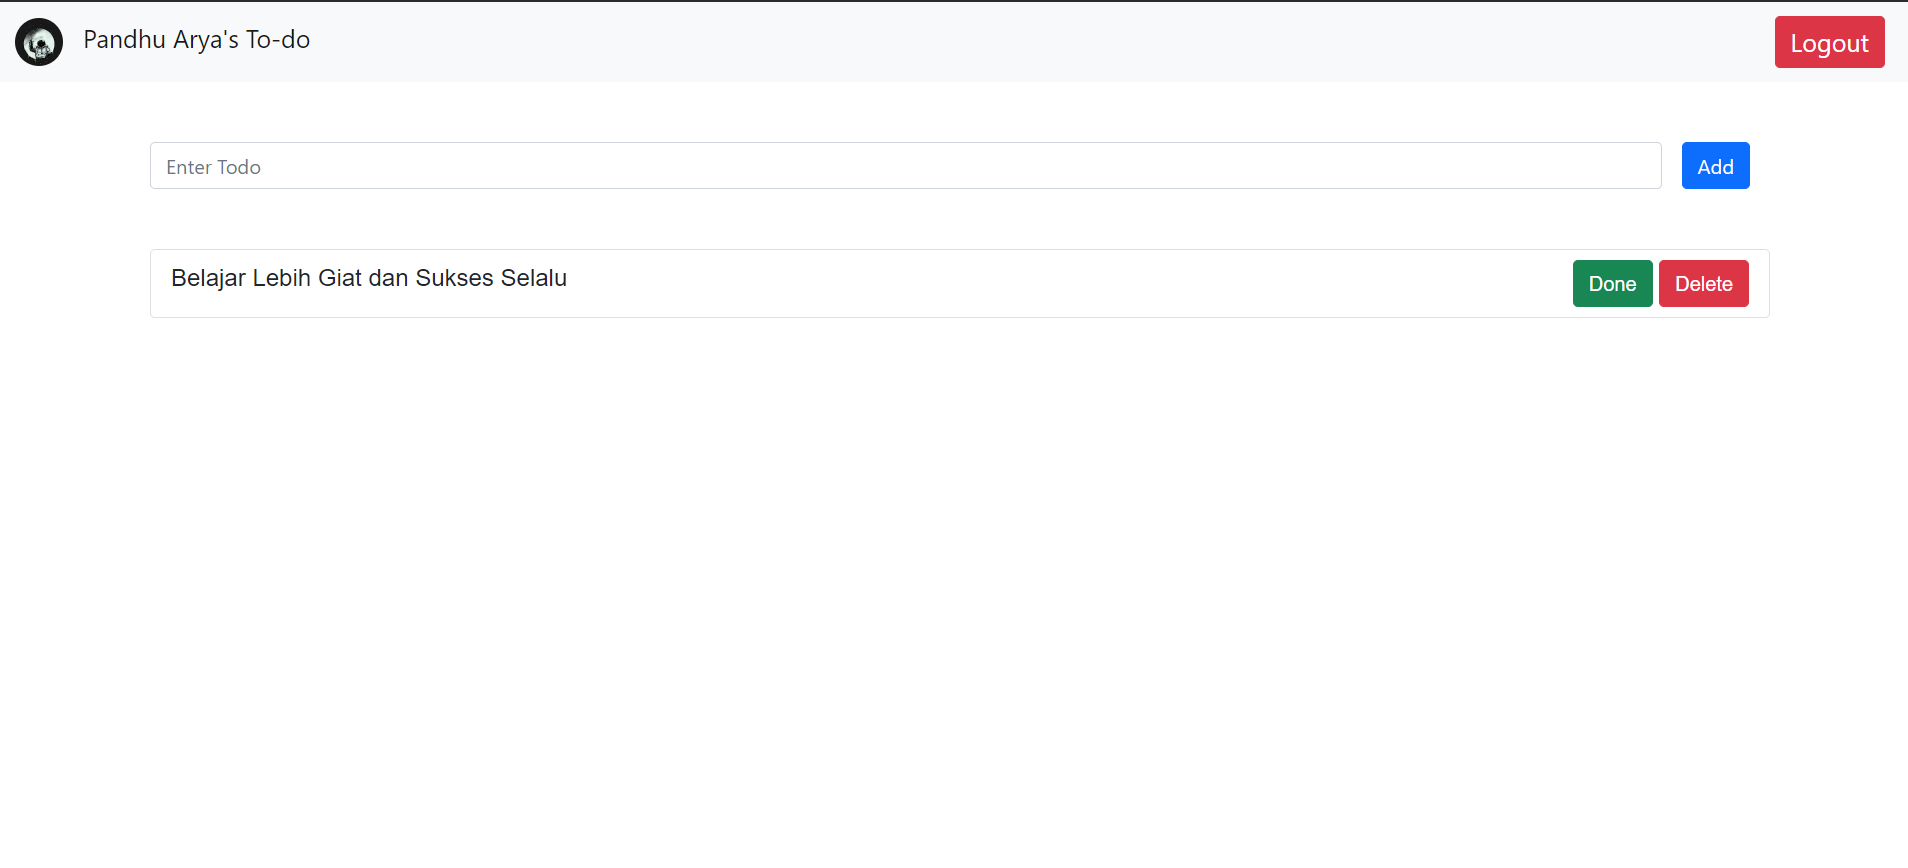 Pandhu Arya's To-do
Logout
Enter Todo
Add
Belajar Lebih Giat dan Sukses Selalu
Done
Delete